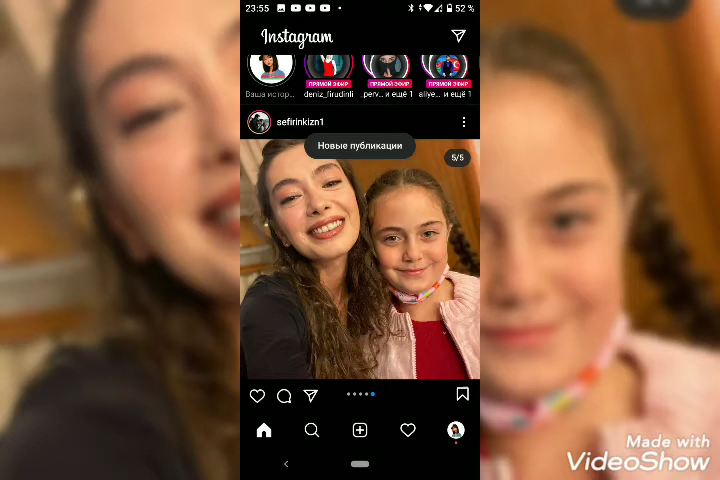 23:55
52 %
Instagram
ПРЯМОЙ ЭФИР
ПРЯМОЙ ЭФИР
ПРЯМОЙ ЭФИР
Ваша истор...
deniz_firudinli
perv... и ещё 1
aliye... и ещё 1
sefirinkizn1
Новые публикации
5/5
Made with
VideoShow